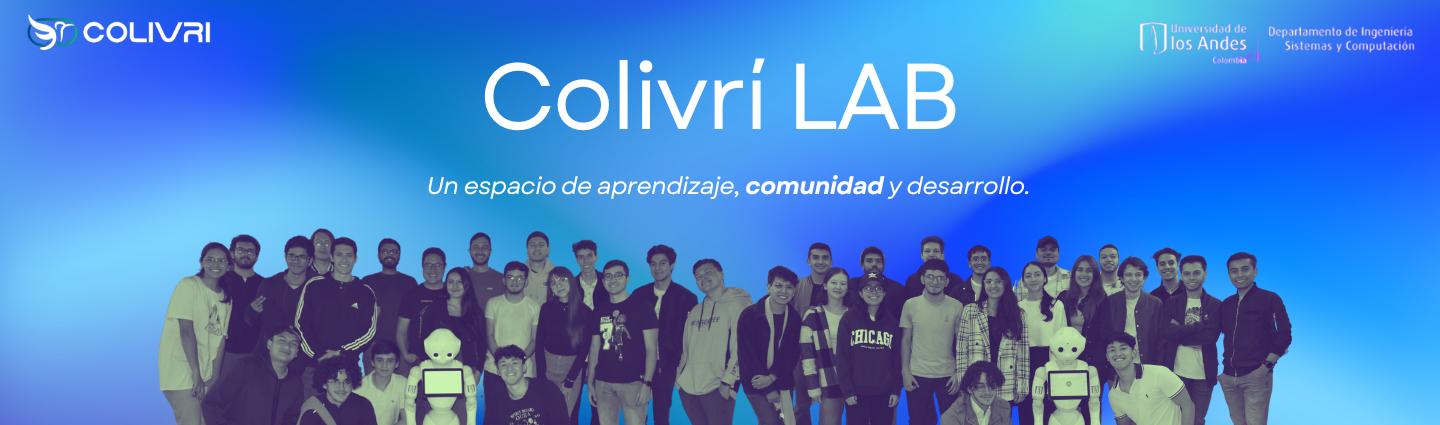 COLIVRI
Universidad de
los Andes
Colombia
Departamento de Ingeniería
Sistemas y Computación
Colivrí LAB
Un espacio de aprendizaje, comunidad y desarrollo.
CHICAGO